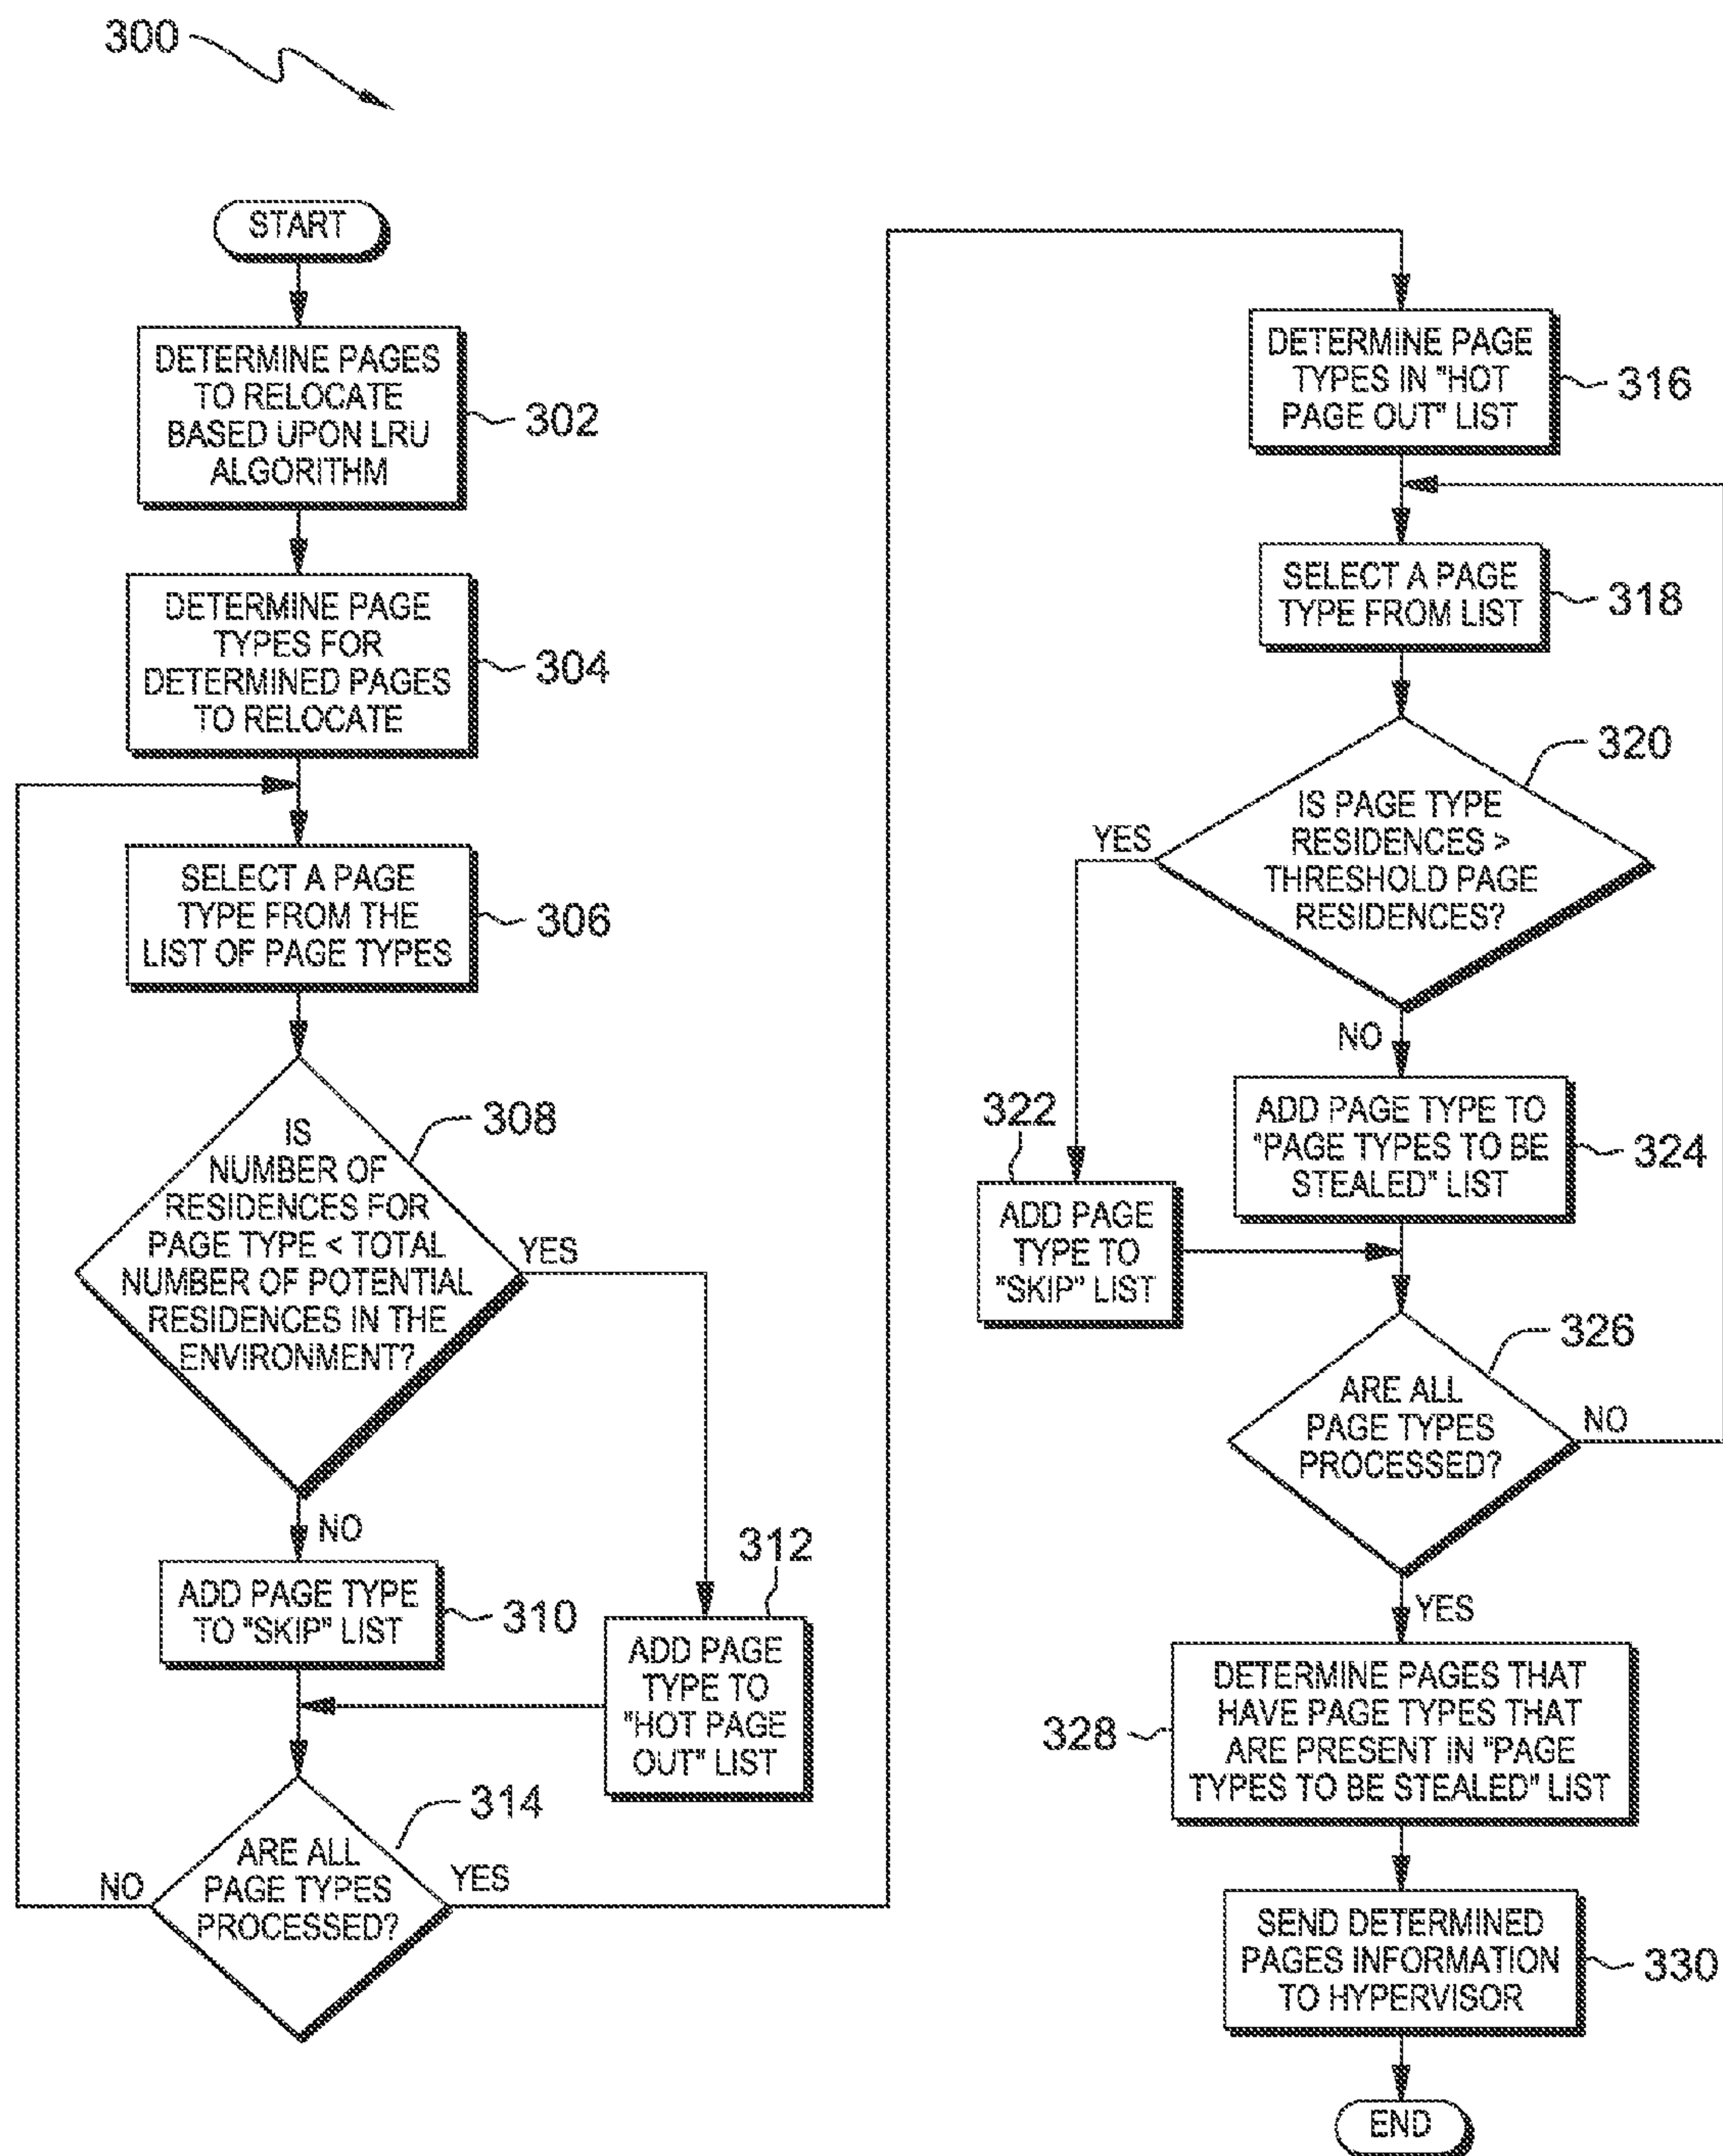 300
START
DETERMINE PAGES
TO RELOCATE
BASED UPON LRU
ALGORITHM
302
DETERMINE PAGE
TYPES FOR
DETERMINED PAGES
TO RELOCATE
304
SELECT A PAGE
TYPE FROM THE
LIST OF PAGE TYPES
306
IS
NUMBER OF
RESIDENCES FOR
PAGE TYPE < TOTAL
NUMBER OF POTENTIAL
RESIDENCES IN THE
ENVIRONMENT?
308
YES
NO
ADD PAGE TYPE
TO "SKIP" LIST
310
312
ADD PAGE
TYPE TO
"HOT PAGE
OUT" LIST
ARE ALL
PAGE TYPES
PROCESSED?
314
NO
YES
DETERMINE PAGE
TYPES IN "HOT
PAGE OUT" LIST
316
SELECT A PAGE
TYPE FROM LIST
318
IS PAGE TYPE
RESIDENCES >
THRESHOLD PAGE
RESIDENCES?
320
YES
NO
322
ADD PAGE
TYPE TO
"SKIP" LIST
ADD PAGE TYPE TO
"PAGE TYPES TO BE
STEALED" LIST
324
ARE ALL
PAGE TYPES
PROCESSED?
326
NO
YES
DETERMINE PAGES THAT
HAVE PAGE TYPES THAT
ARE PRESENT IN "PAGE
TYPES TO BE STEALED" LIST
328
SEND DETERMINED
PAGES INFORMATION
TO HYPERVISOR
330
END